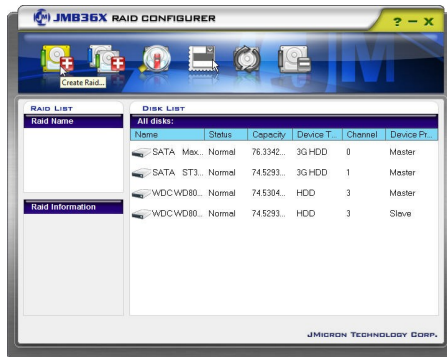 JMB36X RAID CONFIGURER
? – X
Create Raid...
RAID LIST
Raid Name
Raid Information
DISK LIST
All disks:
Name Status Capacity Device T... Channel Device Pr...
SATA Max... Normal 76.3342... 3G HDD 0 Master
SATA ST3... Normal 74.5293... 3G HDD 1 Master
WDC WD80... Normal 74.5304... HDD 3 Master
WDC WD80... Normal 74.5293... HDD 3 Slave
JMICRON TECHNOLOGY CORP.